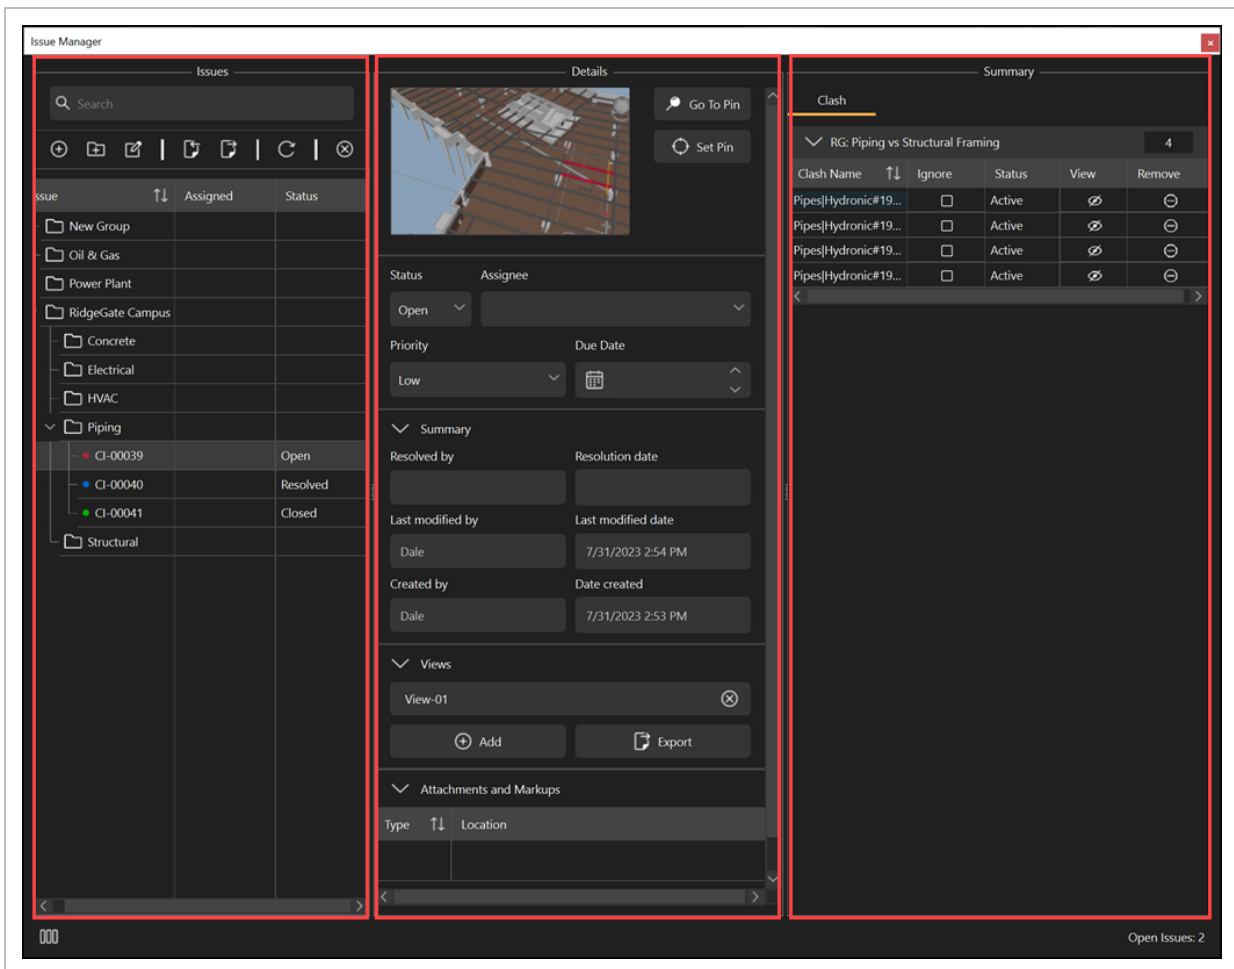 Issue Manager
Issues
Search
ssue Assigned Status
New Group
Oil & Gas
Power Plant
RidgeGate Campus
Concrete
Electrical
HVAC
Piping
CI-00039 Open
CI-00040 Resolved
CI-00041 Closed
Structural
Details
Go To Pin
Set Pin
Status Assignee
Open
Priority Due Date
Low
Summary
Resolved by Resolution date
Last modified by Last modified date
Dale 7/31/2023 2:54 PM
Created by Date created
Dale 7/31/2023 2:53 PM
Views
View-01
Add Export
Attachments and Markups
Type Location
Summary
Clash
RG: Piping vs Structural Framing 4
Clash Name Ignore Status View Remove
Pipes|Hydronic#19... Active
Pipes|Hydronic#19... Active
Pipes|Hydronic#19... Active
Pipes|Hydronic#19... Active
Open Issues: 2